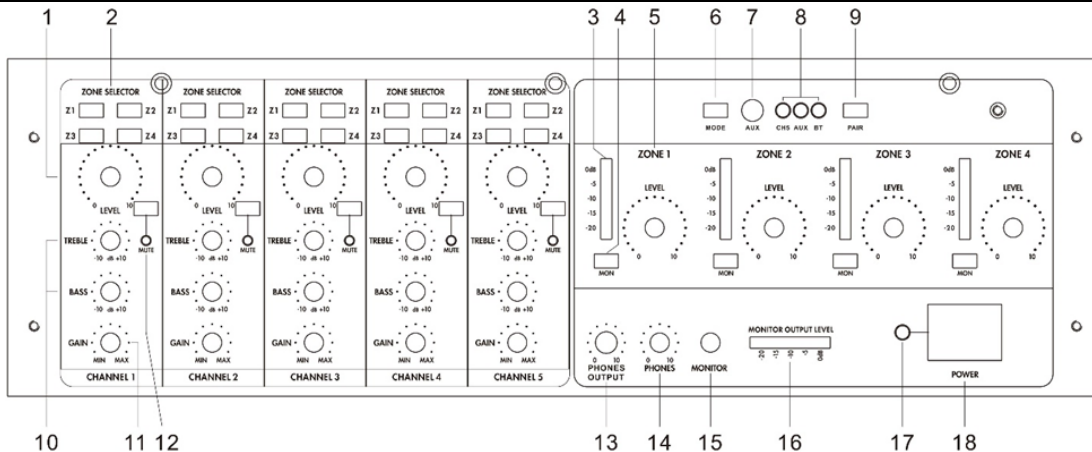 1 2 3 4 5 6 7 8 9
ZONE SELECTOR ZONE SELECTOR ZONE SELECTOR ZONE SELECTOR ZONE SELECTOR
Z1 Z2 Z1 Z2 Z1 Z2 Z1 Z2 Z1 Z2
Z3 Z4 Z3 Z4 Z3 Z4 Z3 Z4 Z3 Z4
0 10 0 10 0 10 0 10 0 10
LEVEL LEVEL LEVEL LEVEL LEVEL
TREBLE TREBLE TREBLE TREBLE TREBLE
MUTE MUTE MUTE MUTE MUTE
-10 dB +10 -10 dB +10 -10 dB +10 -10 dB +10 -10 dB +10
BASS BASS BASS BASS BASS
-10 dB +10 -10 dB +10 -10 dB +10 -10 dB +10 -10 dB +10
GAIN GAIN GAIN GAIN GAIN
MIN MAX MIN MAX MIN MAX MIN MAX MIN MAX
CHANNEL 1 CHANNEL 2 CHANNEL 3 CHANNEL 4 CHANNEL 5
MODE AUX CHS AUX BT PAIR
ZONE 1 ZONE 2 ZONE 3 ZONE 4
0dB 0dB 0dB 0dB
-5 LEVEL -5 LEVEL -5 LEVEL -5 LEVEL
-10 -10 -10 -10
-15 -15 -15 -15
-20 -20 -20 -20
0 10 0 10 0 10 0 10
MON MON MON MON
MONITOR OUTPUT LEVEL
-20 -15 -10 -5 0dB
0 10 0 10
PHONES OUTPUT
PHONES
MONITOR
POWER
10 11 12 13 14 15 16 17 18